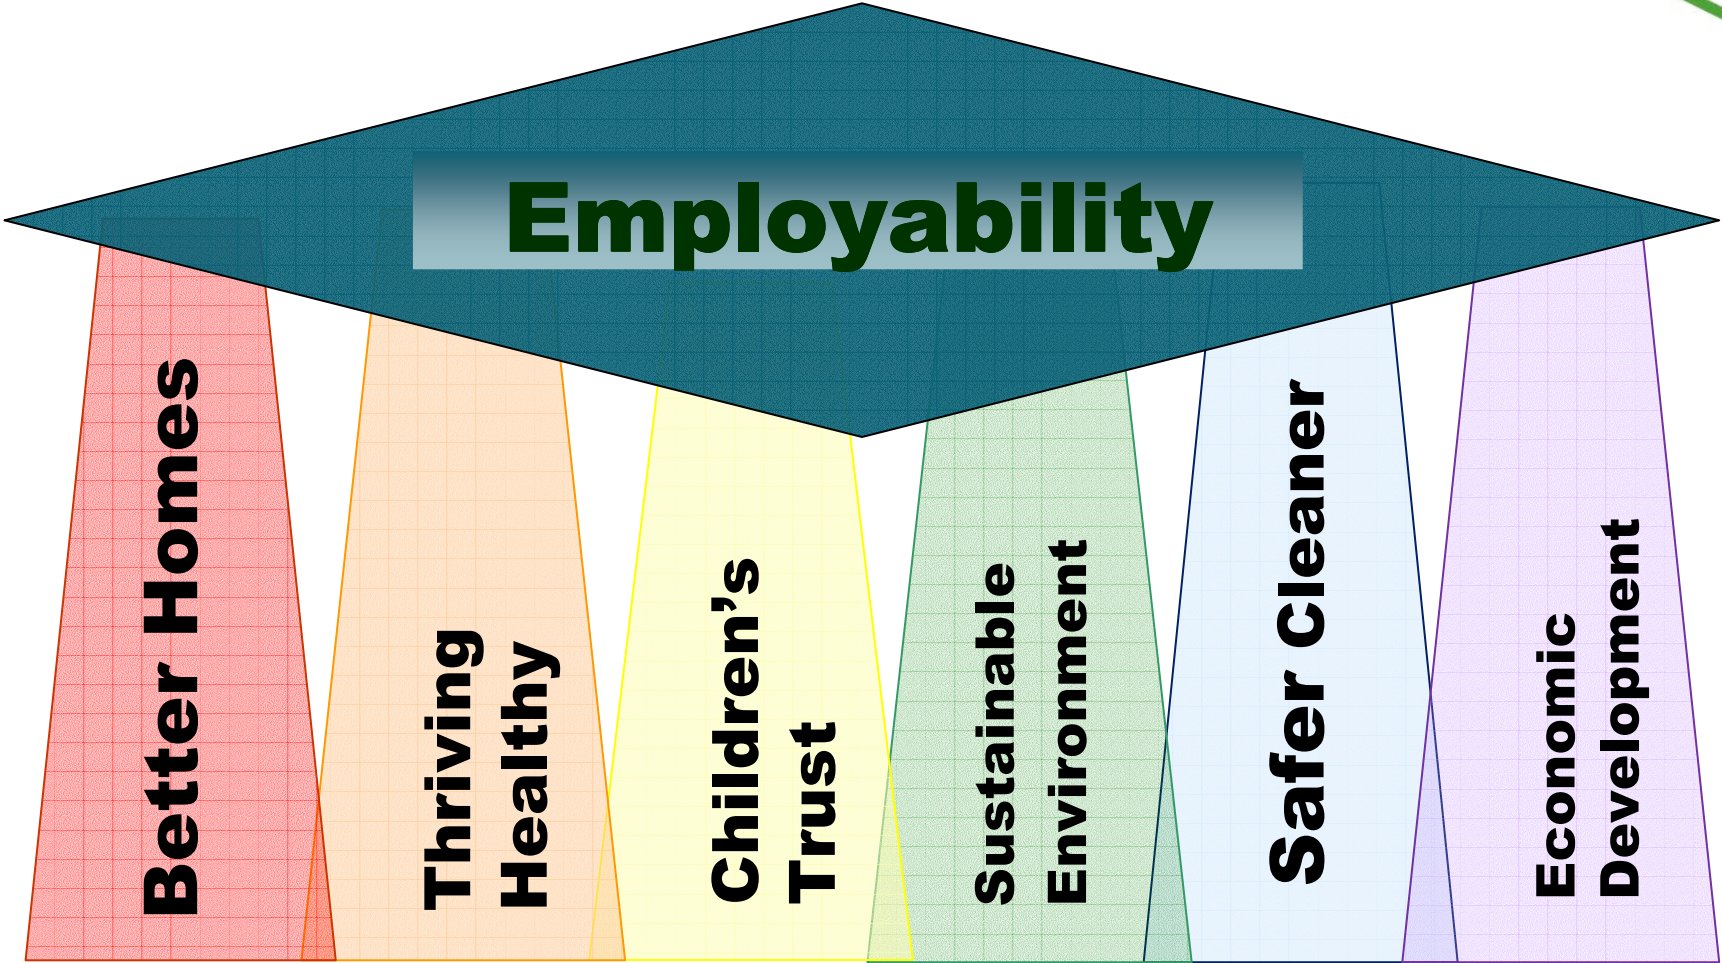 Employability
Better Homes
Thriving
Healthy
Children’s
Trust
Sustainable
Environment
Safer Cleaner
Economic
Development